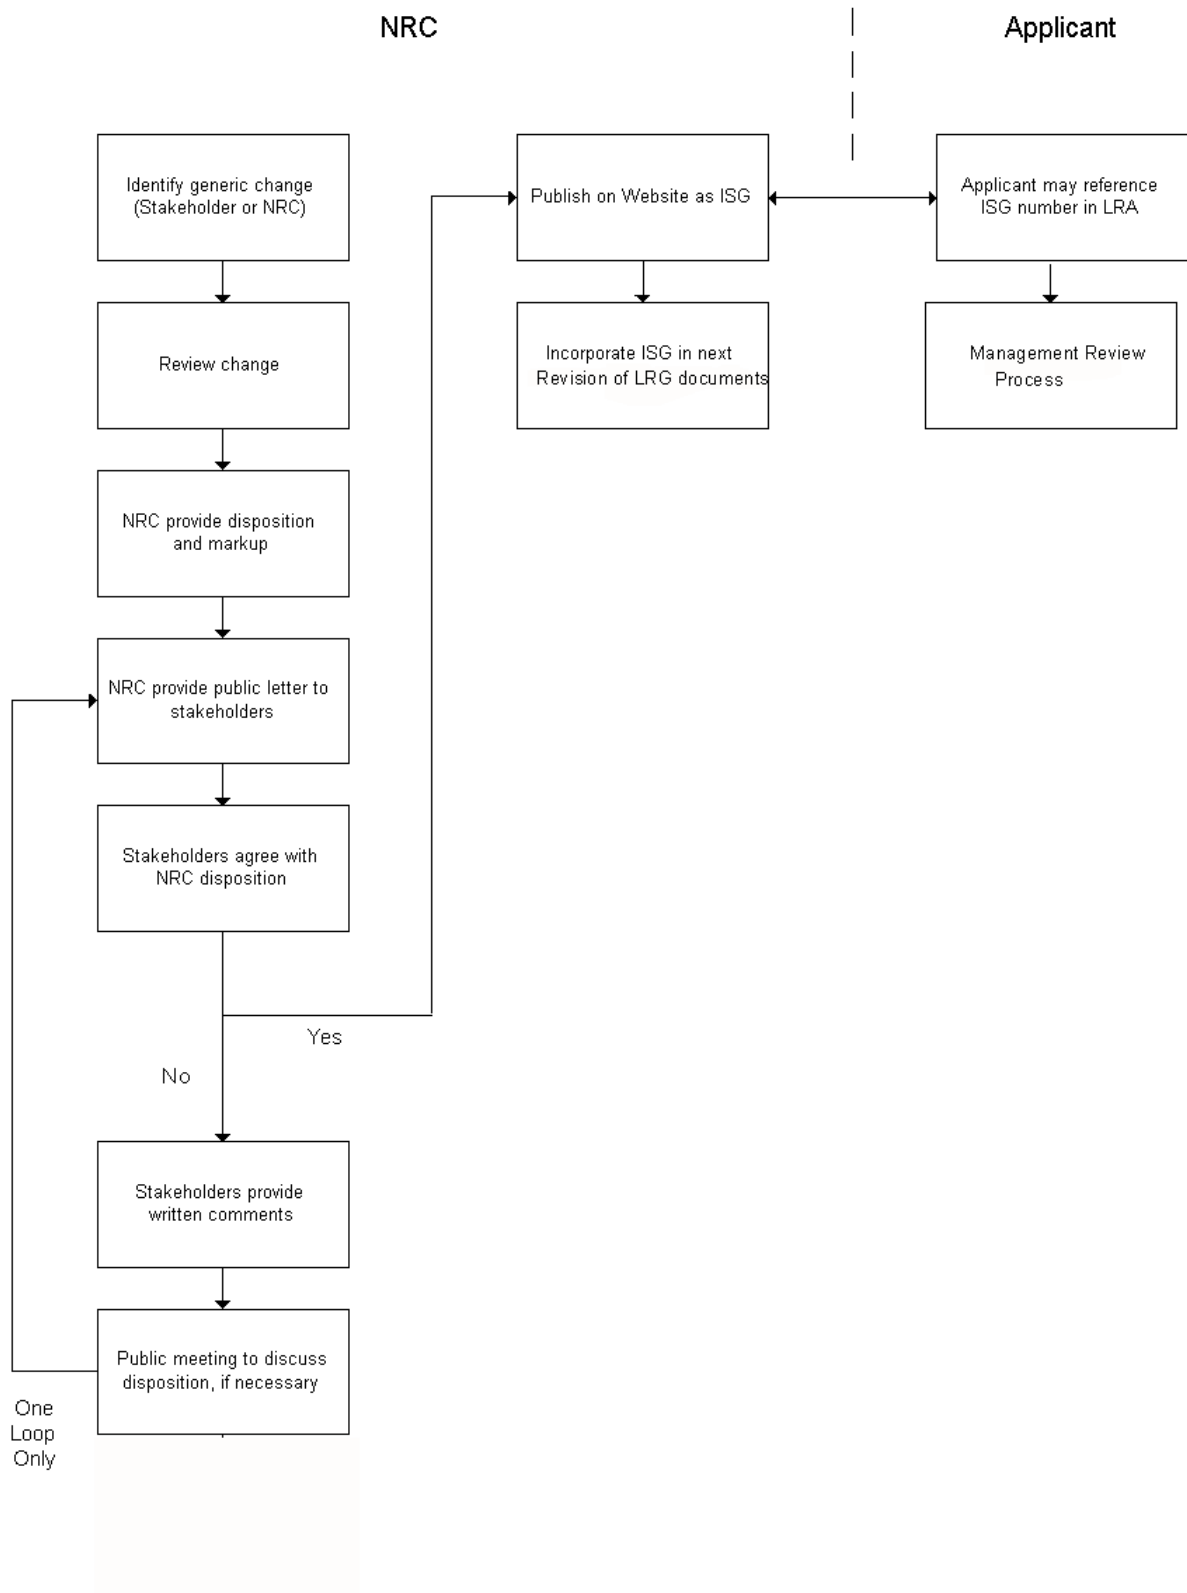 NRC
Applicant
Identify generic change
(Stakeholder or NRC)
Publish on Website as ISG
Applicant may reference
ISG number in LRA
Review change
Incorporate ISG in next
Revision of LRG documents
Management Review
Process
NRC provide disposition
and markup
NRC provide public letter to
stakeholders
Stakeholders agree with
NRC disposition
Yes
No
Stakeholders provide
written comments
Public meeting to discuss
disposition, if necessary
One
Loop
Only